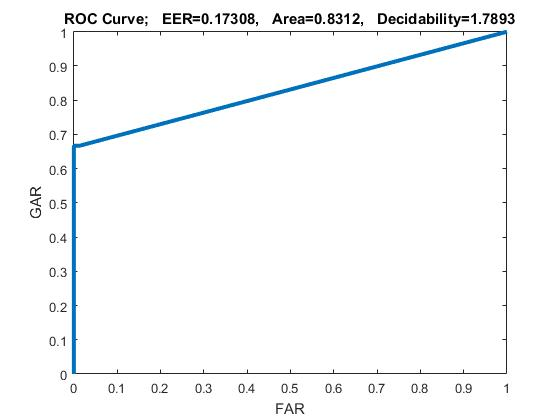 ROC Curve; EER=0.17308, Area=0.8312, Decidability=1.7893
1
0.9
0.8
0.7
0.6
0.5
0.4
0.3
0.2
0.1
0
GAR
0 0.1 0.2 0.3 0.4 0.5 0.6 0.7 0.8 0.9 1
FAR